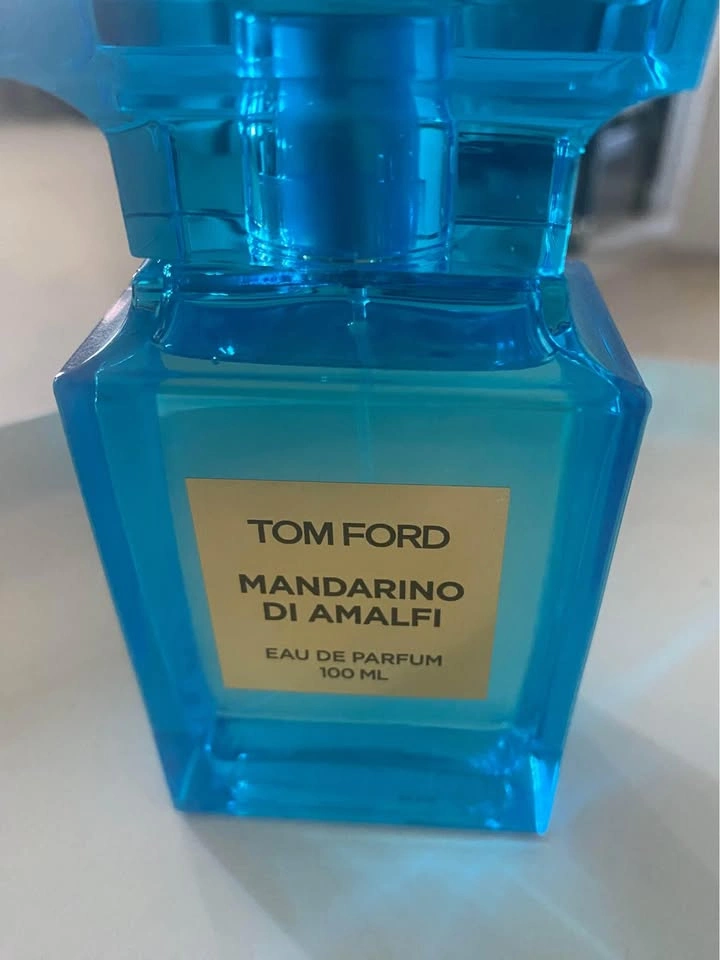 TOM FORD
MANDARINO
DI AMALFI
EAU DE PARFUM
100 ML